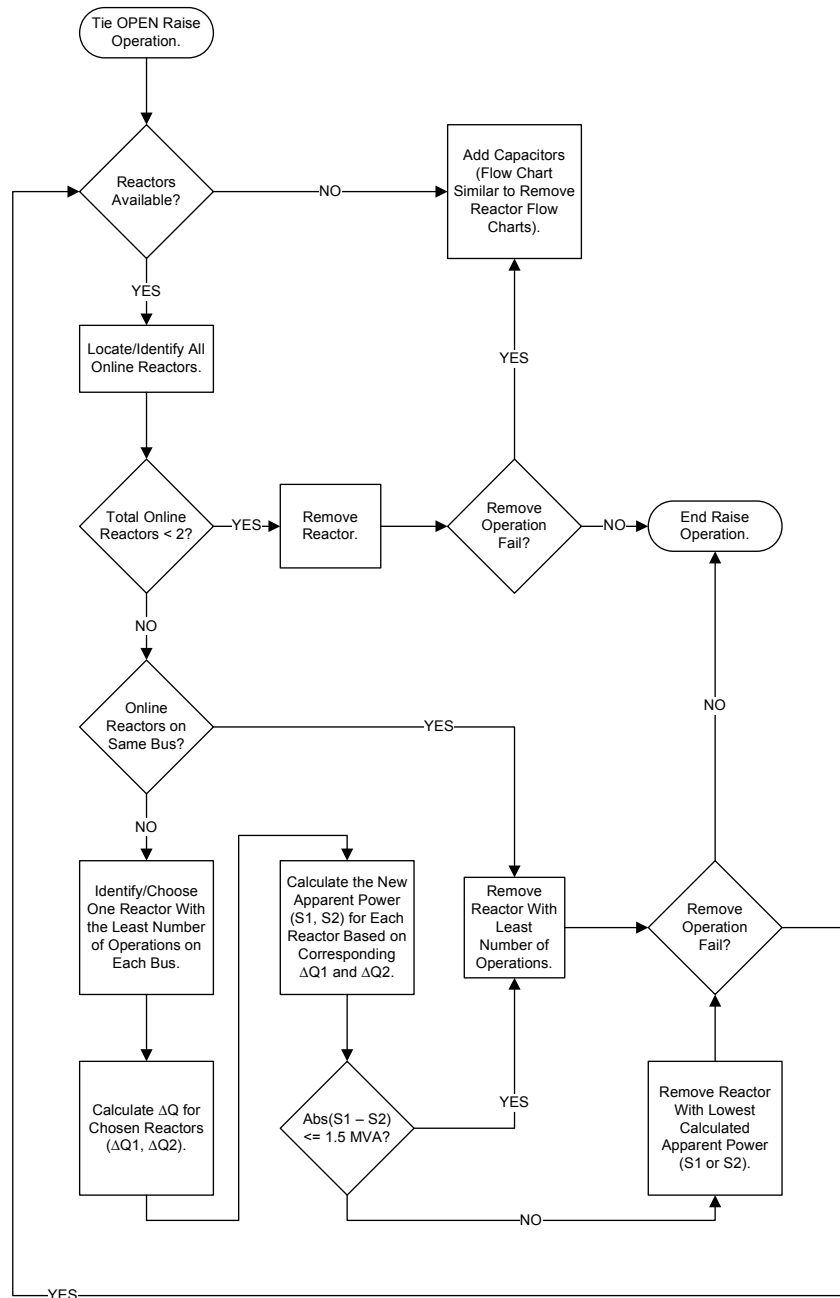 Tie OPEN Raise
Operation.
Reactors
Available?
NO
Add Capacitors
(Flow Chart
Similar to Remove
Reactor Flow
Charts).
YES
Locate/Identify All
Online Reactors.
YES
Total Online
Reactors < 2?
YES
Remove
Reactor.
Remove
Operation
Fail?
NO
End Raise
Operation.
NO
Online
Reactors on
Same Bus?
YES
NO
NO
Identify/Choose
One Reactor With
the Least Number
of Operations on
Each Bus.
Calculate the New
Apparent Power
(S1, S2) for Each
Reactor Based on
Corresponding
ΔQ1 and ΔQ2.
Remove
Reactor With
Least
Number of
Operations.
Remove
Operation
Fail?
Calculate ΔQ for
Chosen Reactors
(ΔQ1, ΔQ2).
Abs(S1 – S2)
<= 1.5 MVA?
YES
Remove Reactor
With Lowest
Calculated
Apparent Power
(S1 or S2).
NO
YES